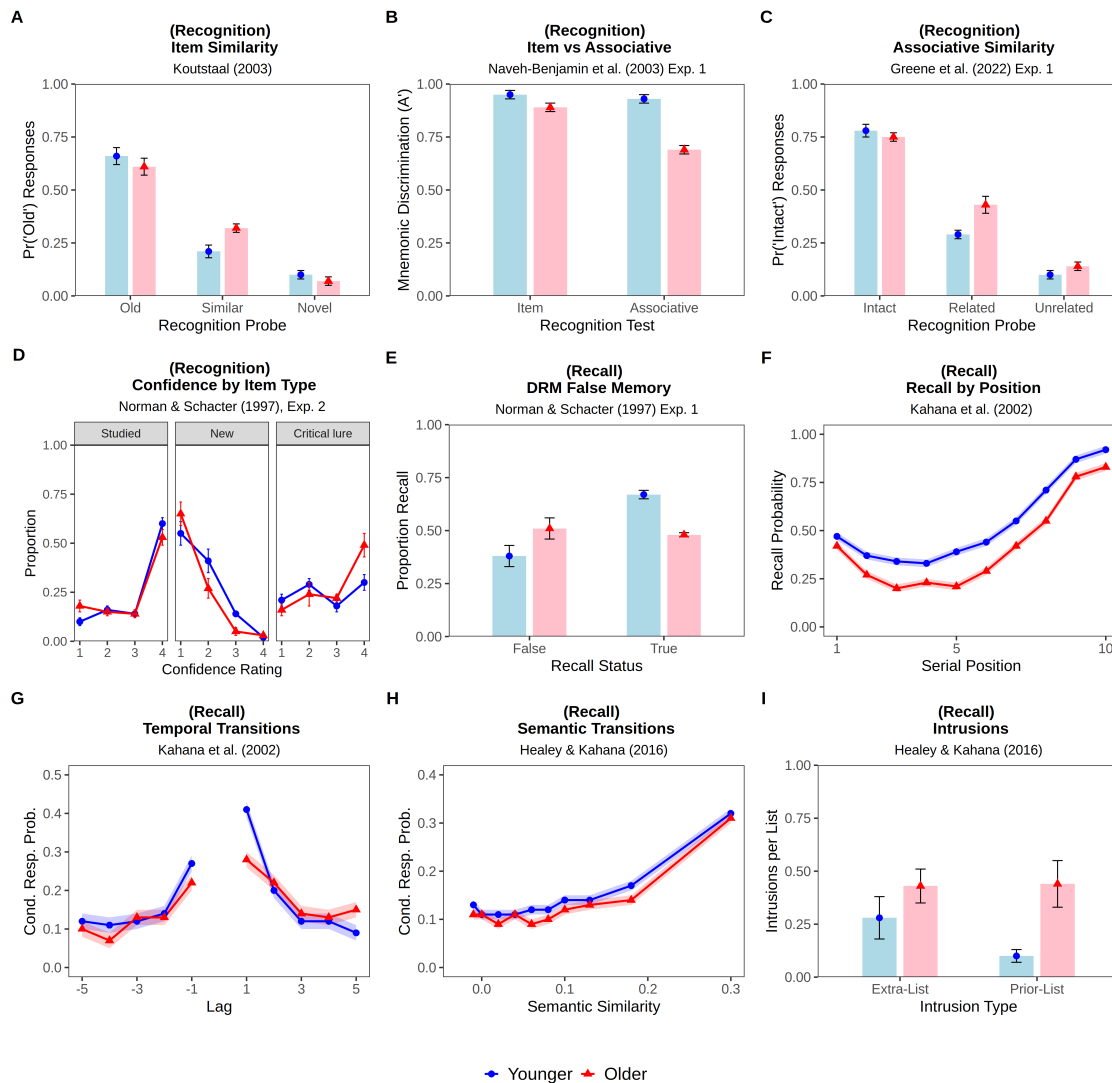 A
(Recognition)
Item Similarity
Koutstaal (2003)
1.00
0.75
0.50
0.25
0.00
Pr('Old') Responses
Old Similar Novel
Recognition Probe
B
(Recognition)
Item vs Associative
Naveh-Benjamin et al. (2003) Exp. 1
1.00
0.75
0.50
0.25
0.00
Mnemonic Discrimination (A')
Item Associative
Recognition Test
C
(Recognition)
Associative Similarity
Greene et al. (2022) Exp. 1
1.00
0.75
0.50
0.25
0.00
Pr('Intact') Responses
Intact Related Unrelated
Recognition Probe
D
(Recognition)
Confidence by Item Type
Norman & Schacter (1997), Exp. 2
Studied New Critical lure
1.00
0.75
0.50
0.25
0.00
Proportion
1 2 3 4 1 2 3 4 1 2 3 4
Confidence Rating
E
(Recall)
DRM False Memory
Norman & Schacter (1997) Exp. 1
1.00
0.75
0.50
0.25
0.00
Proportion Recall
False True
Recall Status
F
(Recall)
Recall by Position
Kahana et al. (2002)
1.00
0.75
0.50
0.25
0.00
Recall Probability
1 5 10
Serial Position
G
(Recall)
Temporal Transitions
Kahana et al. (2002)
0.5
0.4
0.3
0.2
0.1
0.0
Cond. Resp. Prob.
-5 -3 -1 1 3 5
Lag
H
(Recall)
Semantic Transitions
Healey & Kahana (2016)
0.4
0.3
0.2
0.1
0.0
Cond. Resp. Prob.
0.0 0.1 0.2 0.3
Semantic Similarity
I
(Recall)
Intrusions
Healey & Kahana (2016)
1.00
0.75
0.50
0.25
0.00
Intrusions per List
Extra-List Prior-List
Intrusion Type
Younger Older